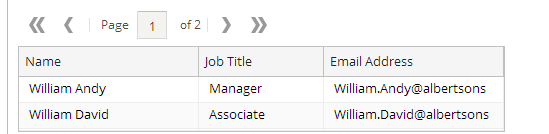 Page 1 of 2
Name Job Title Email Address
William Andy Manager William.Andy@albertsons
William David Associate William.David@albertsons